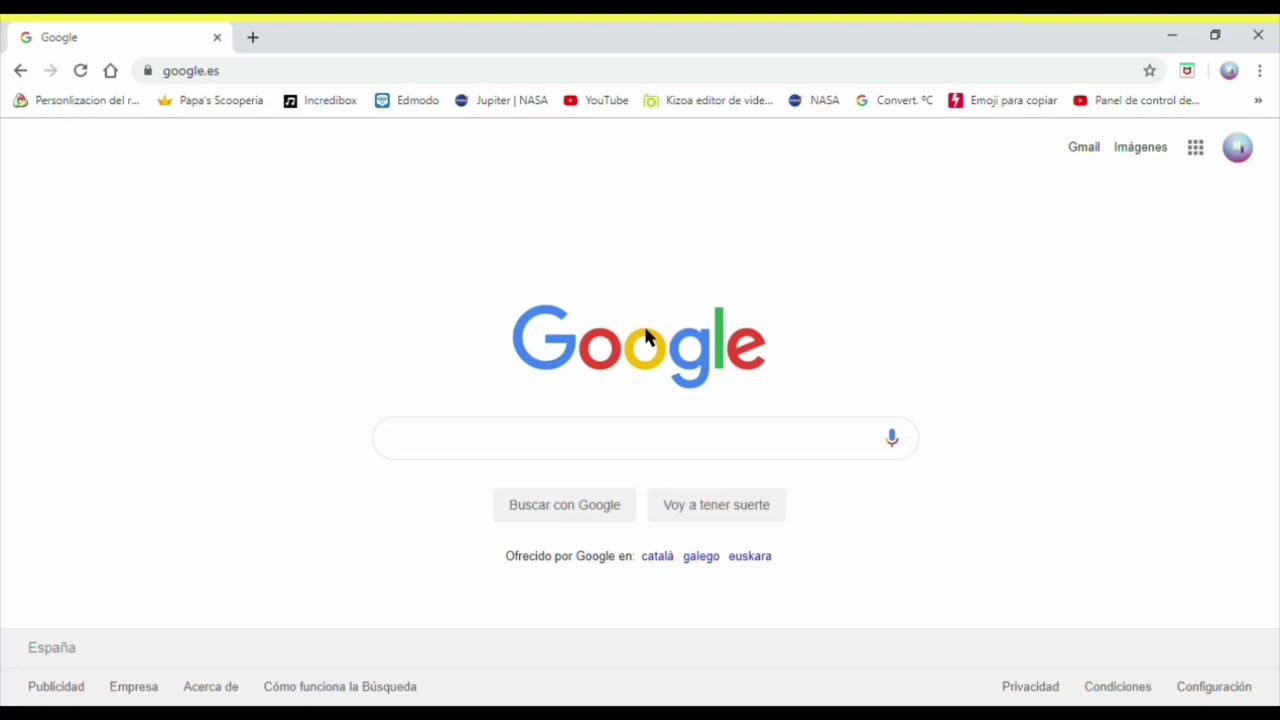 Google
google.es
Personlizacion del r... Papa's Scooperia Incredibox Edmodo Jupiter | NASA YouTube Kizoa editor de vide... NASA Convert. ºC Emoji para copiar Panel de control de... »
Gmail Imágenes
Google
Buscar con Google Voy a tener suerte
Ofrecido por Google en: català galego euskara
España
Publicidad Empresa Acerca de Cómo funciona la Búsqueda Privacidad Condiciones Configuración